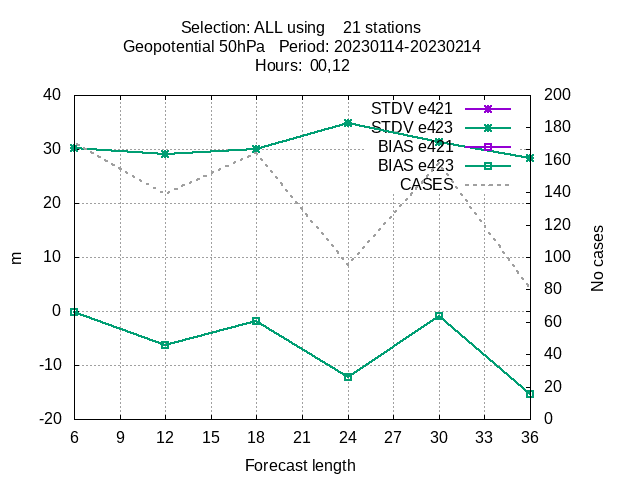 Selection: ALL using    21 stations
Geopotential 50hPa   Period: 20230114-20230214
Hours:  00,12
STDV e421
STDV e423
BIAS e421
BIAS e423
CASES
40
30
20
10
0
-10
-20
m
200
180
160
140
120
100
80
60
40
20
0
No cases
6 9 12 15 18 21 24 27 30 33 36
Forecast length